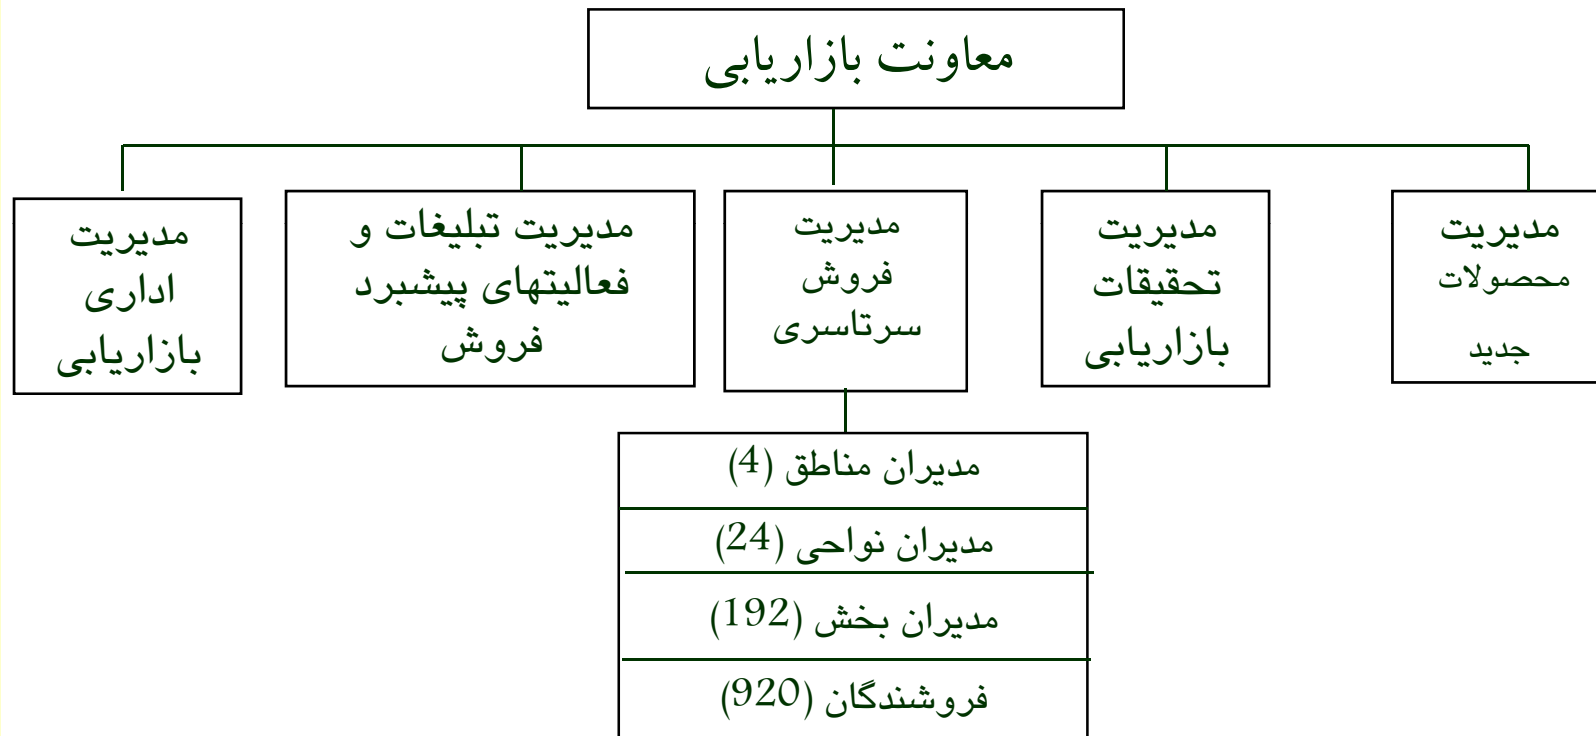 معاونت بازاریابی
مدیریت
محصولات
جدید
مدیریت
تحقیقات
بازاریابی
مدیریت
فروش
سرتاسری
مدیریت تبلیغات و
فعالیتهای پیشبرد
فروش
مدیریت
اداری
بازاریابی
مدیران مناطق (4)
مدیران نواحی (24)
مدیران بخش (192)
فروشندگان (920)